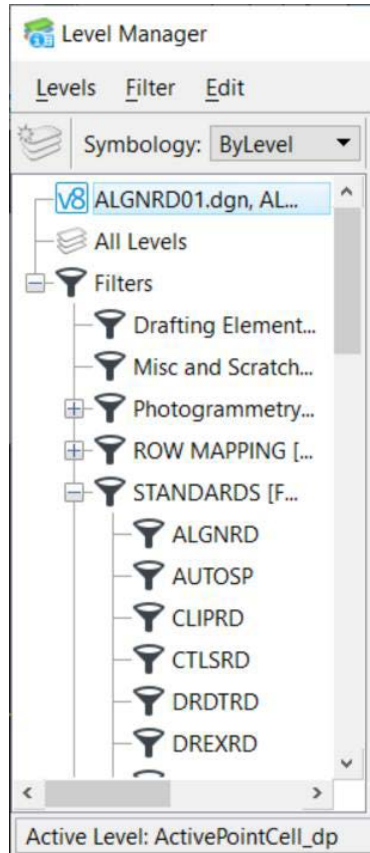 Level Manager
Levels Filter Edit
Symbology: ByLevel
V8 ALGNRD01.dgn, AL...
All Levels
Filters
Drafting Element...
Misc and Scratch...
Photogrammetry...
ROW MAPPING [...
STANDARDS [F...
ALGNRD
AUTOSP
CLIPRD
CTLSRD
DRDTRD
DREXRD
Active Level: ActivePointCell_dp